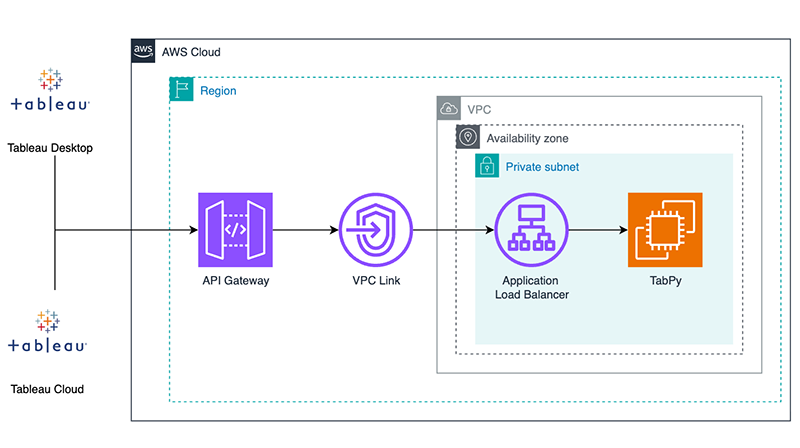 aws
AWS Cloud
+ableau
Tableau Desktop
Region
VPC
Availability zone
Private subnet
</>
API Gateway
VPC Link
Application
Load Balancer
TabPy
+ableau
Tableau Cloud